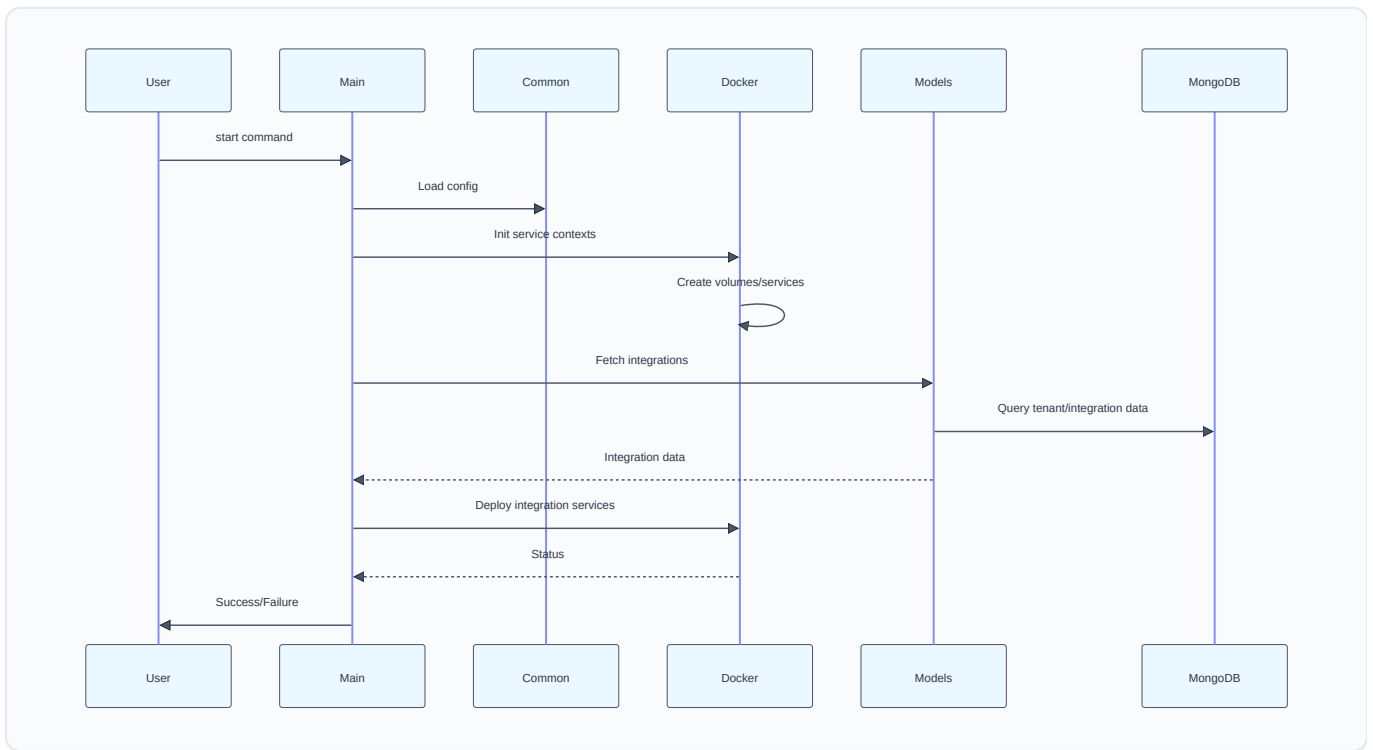 User
Main
Common
Docker
Models
MongoDB
start command
Load config
Init service contexts
Create volumes/services
Fetch integrations
Query tenant/integration data
Integration data
Deploy integration services
Status
Success/Failure
User
Main
Common
Docker
Models
MongoDB